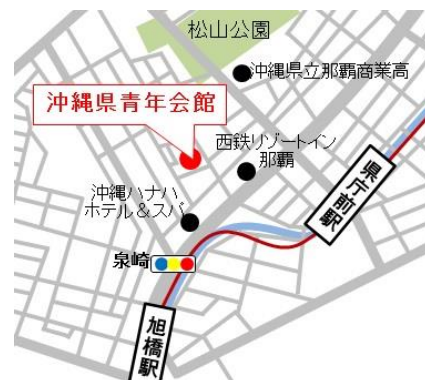 松山公園
沖縄県立那覇商業高
沖縄県青年会館
西鉄リゾートイン
那覇
県庁前駅
沖縄ハナハ
ホテル&スパ
泉崎
旭橋駅